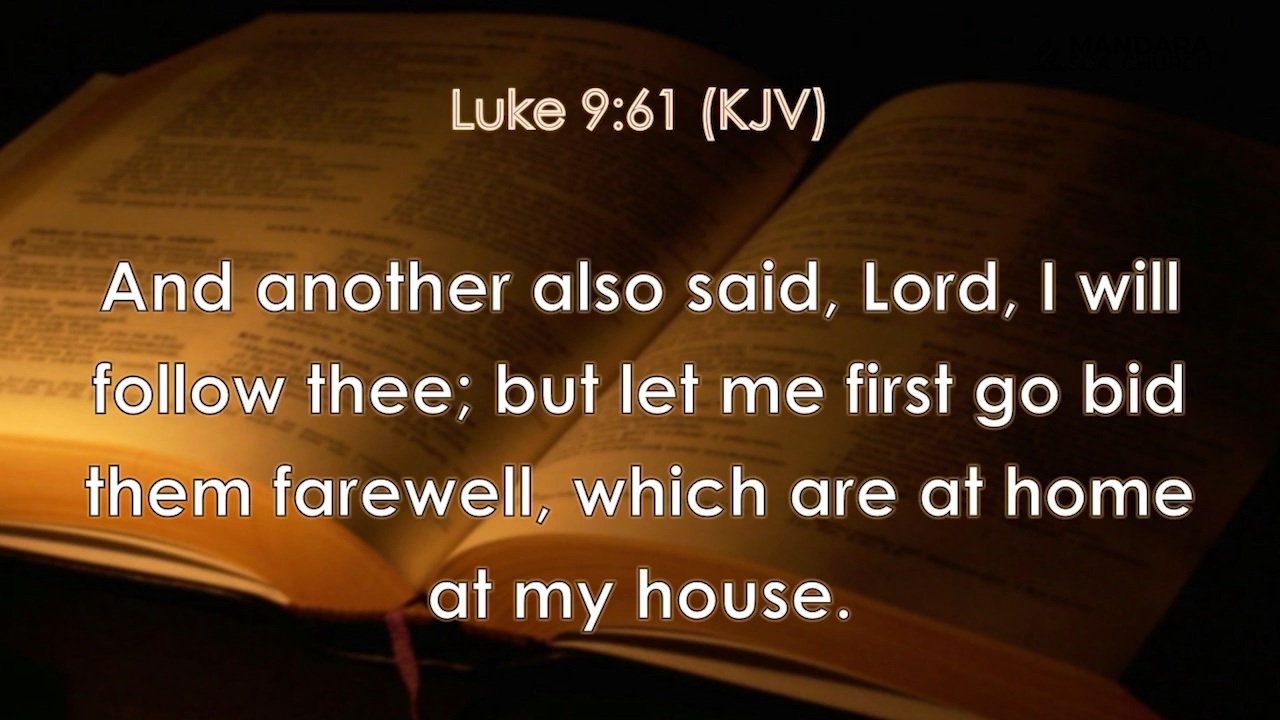 MANDARA
Luke 9:61 (KJV)
And another also said, Lord, I will
follow thee; but let me first go bid
them farewell, which are at home
at my house.